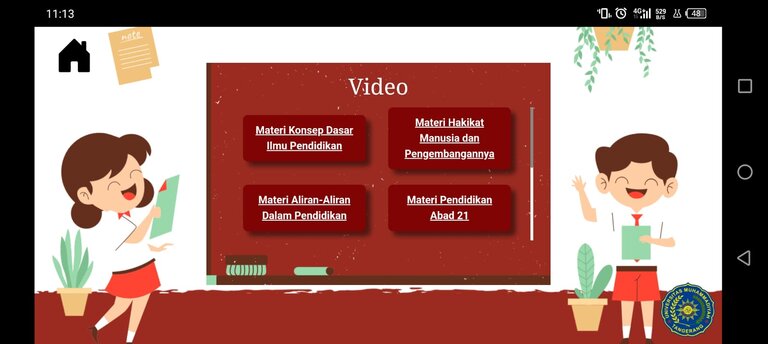 11:13
4G
529
B/S
48
note
Video
Materi Konsep Dasar
Ilmu Pendidikan
Materi Hakikat
Manusia dan
Pengembangannya
Materi Aliran-Aliran
Dalam Pendidikan
Materi Pendidikan
Abad 21
UNIVERSITAS MUHAMMADIYAH
TANGERANG